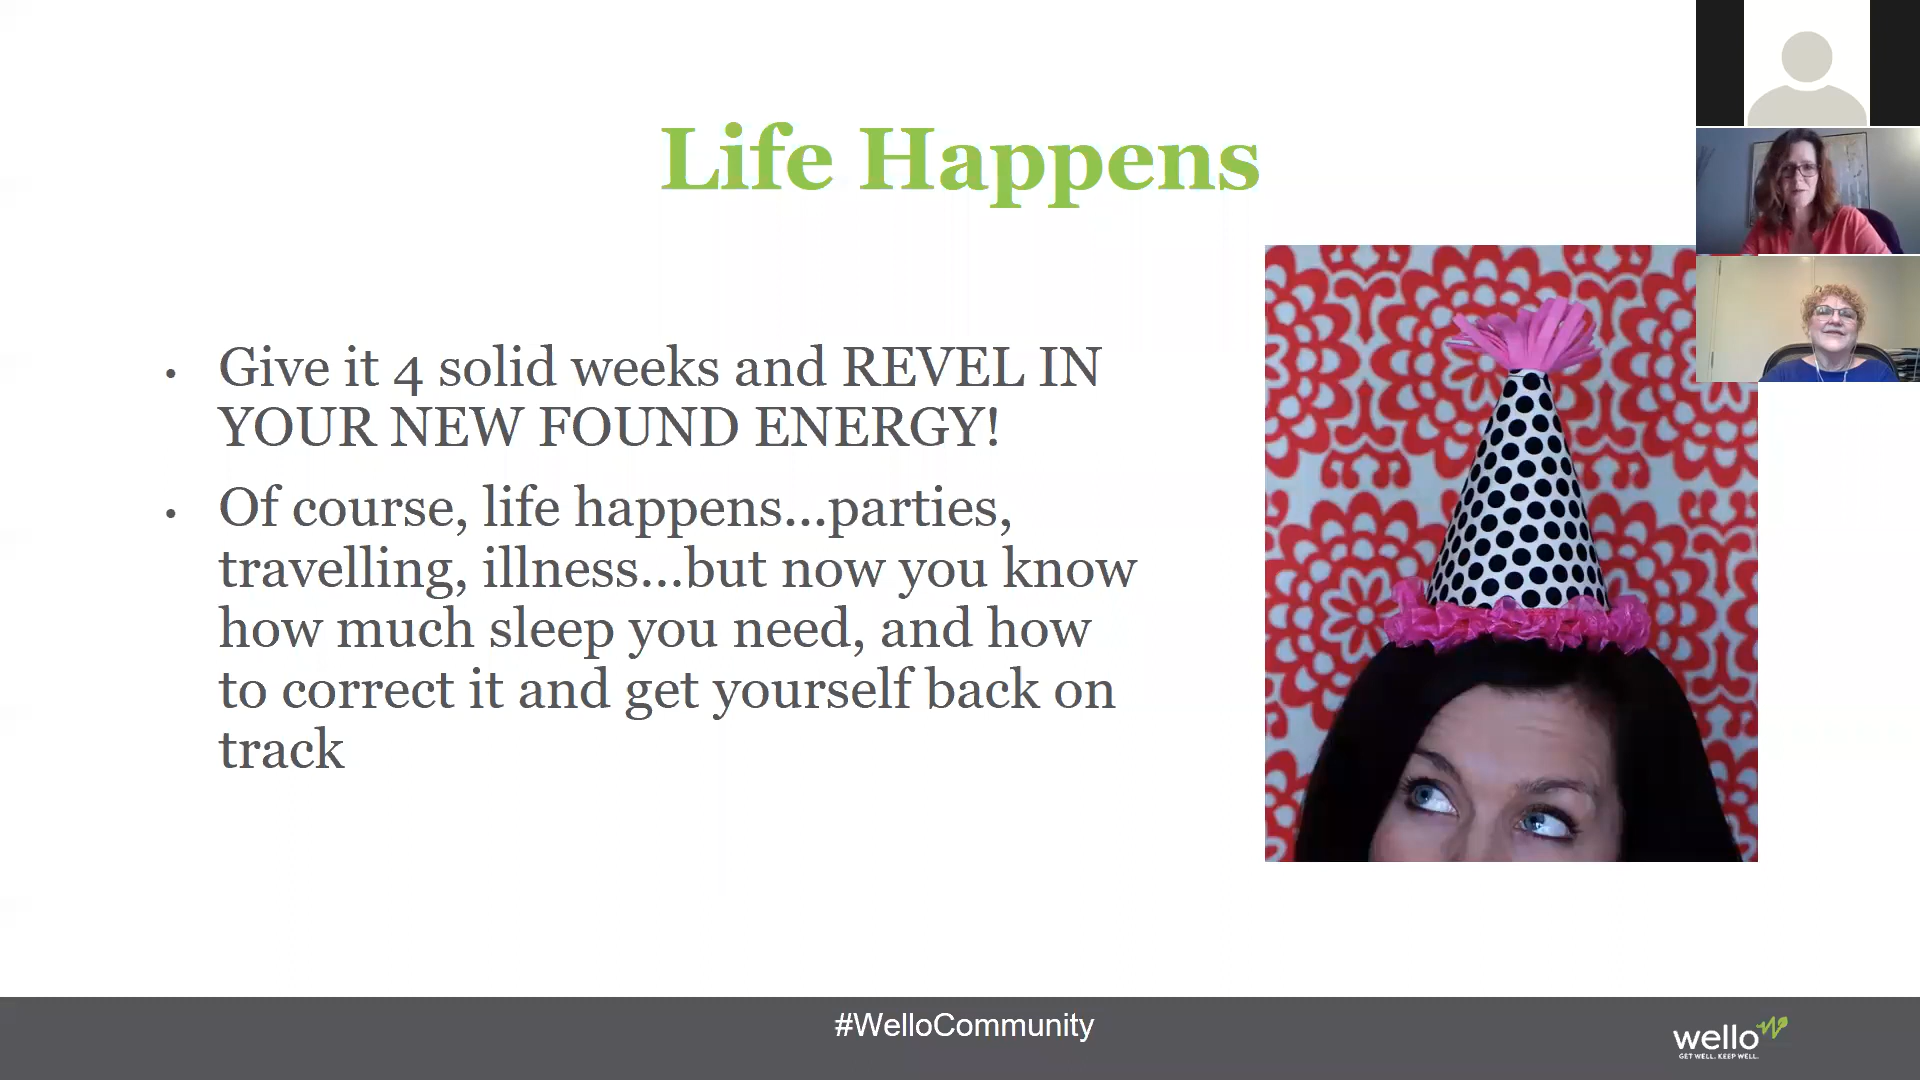 Life Happens
• Give it 4 solid weeks and REVEL IN
YOUR NEW FOUND ENERGY!
• Of course, life happens...parties,
travelling, illness...but now you know
how much sleep you need, and how
to correct it and get yourself back on
track
#WelloCommunity
wello
GET WELL. KEEP WELL.